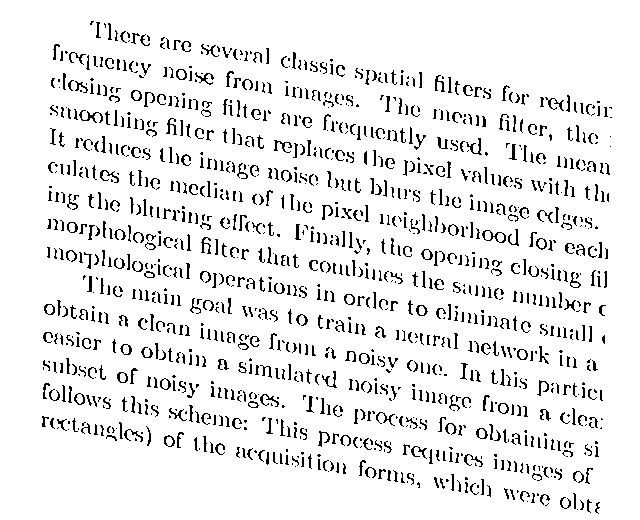 There are several classic spatial filters for reducin
frequency noise from images. The mean filter, the
closing opening filter are frequently used. The mean
smoothing filter that replaces the pixel values with the
It reduces the image noise but blurs the image edges.
culates the median of the pixel neighborhood for each
ing the blurring effect. Finally, the opening closing fil
morphological filter that combines the same number o
morphological operations in order to eliminate small
The main goal was to train a neural network in a
obtain a clean image from a noisy one. In this particu
easier to obtain a simulated noisy image from a clea
subset of noisy images. The process for obtaining si
follows this scheme: This process requires images of
rectangles) of the acquisition forms, which were obta